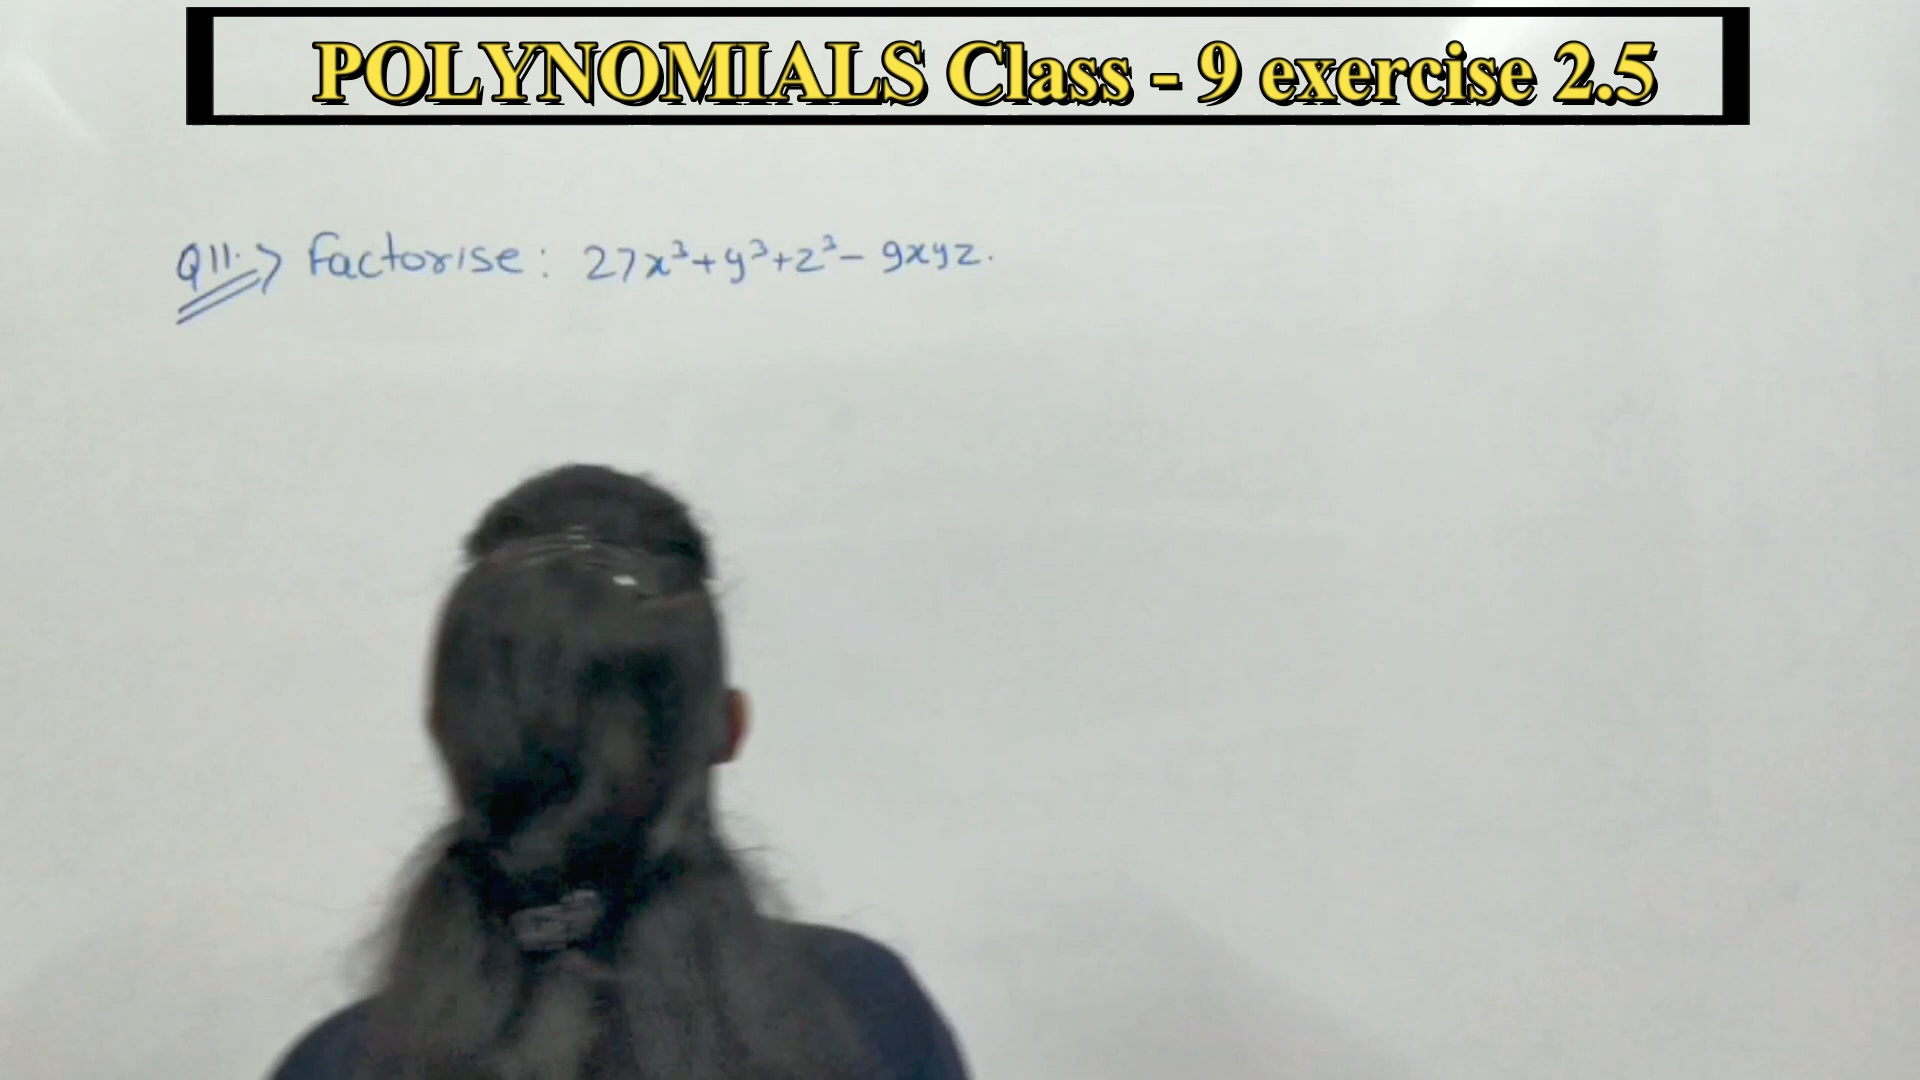 POLYNOMIALS Class - 9 exercise 2.5
Q11.> Factorise: 27x³+y³+z³- 9xyz.